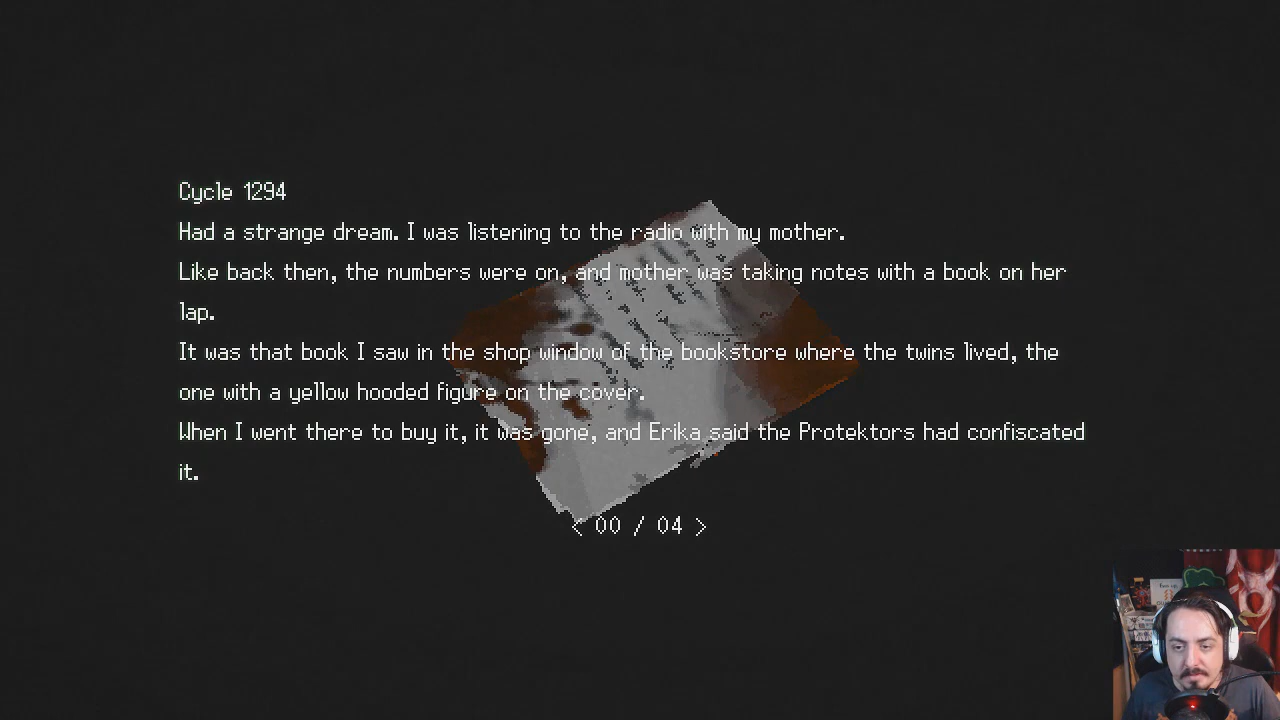 Cycle 1294
Had a strange dream. I was listening to the radio with my mother.
Like back then, the numbers were on, and mother was taking notes with a book on her
lap.
It was that book I saw in the shop window of the bookstore where the twins lived, the
one with a yellow hooded figure on the cover.
When I went there to buy it, it was gone, and Erika said the Protektors had confiscated
it.
< 00 / 04 >